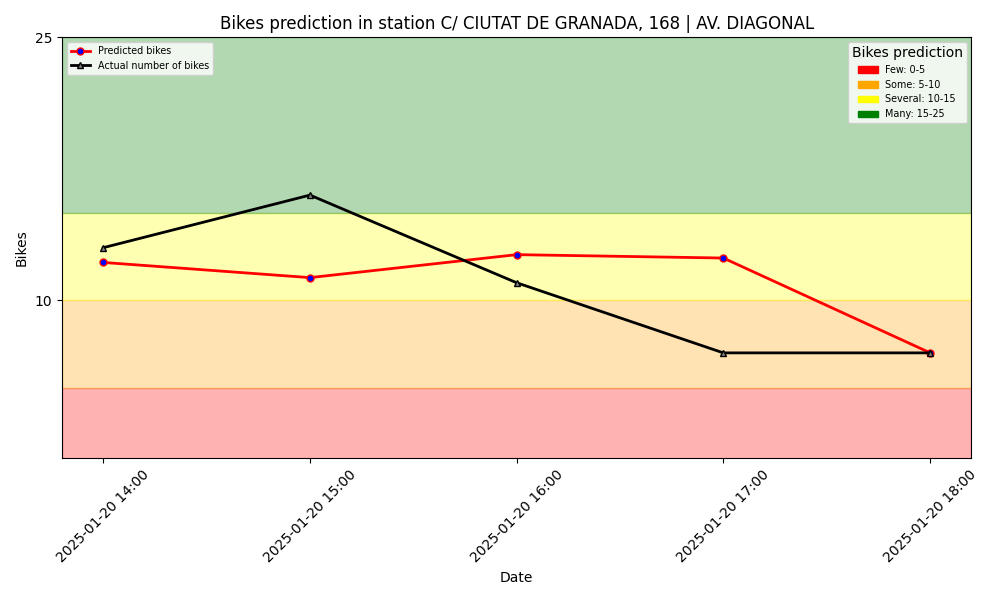 Bikes prediction in station C/ CIUTAT DE GRANADA, 168 | AV. DIAGONAL
25
Predicted bikes
Actual number of bikes
Bikes prediction
Few: 0-5
Some: 5-10
Several: 10-15
Many: 15-25
Bikes
10
2025-01-20 14:00
2025-01-20 15:00
2025-01-20 16:00
2025-01-20 17:00
2025-01-20 18:00
Date